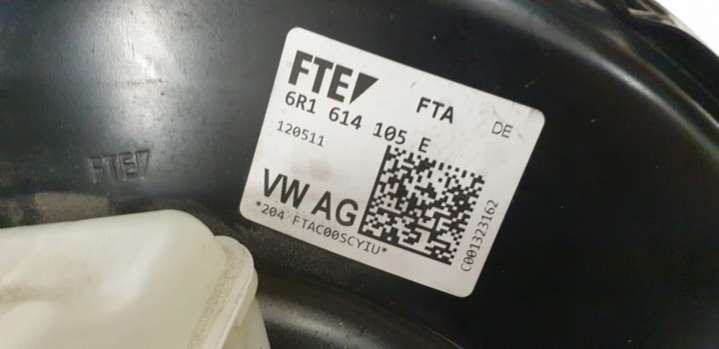 FTE
FTA
DE
6R1 614 105 E
120511
VW AG
*204 FTAC00SCYIU*
C001323162
FTE